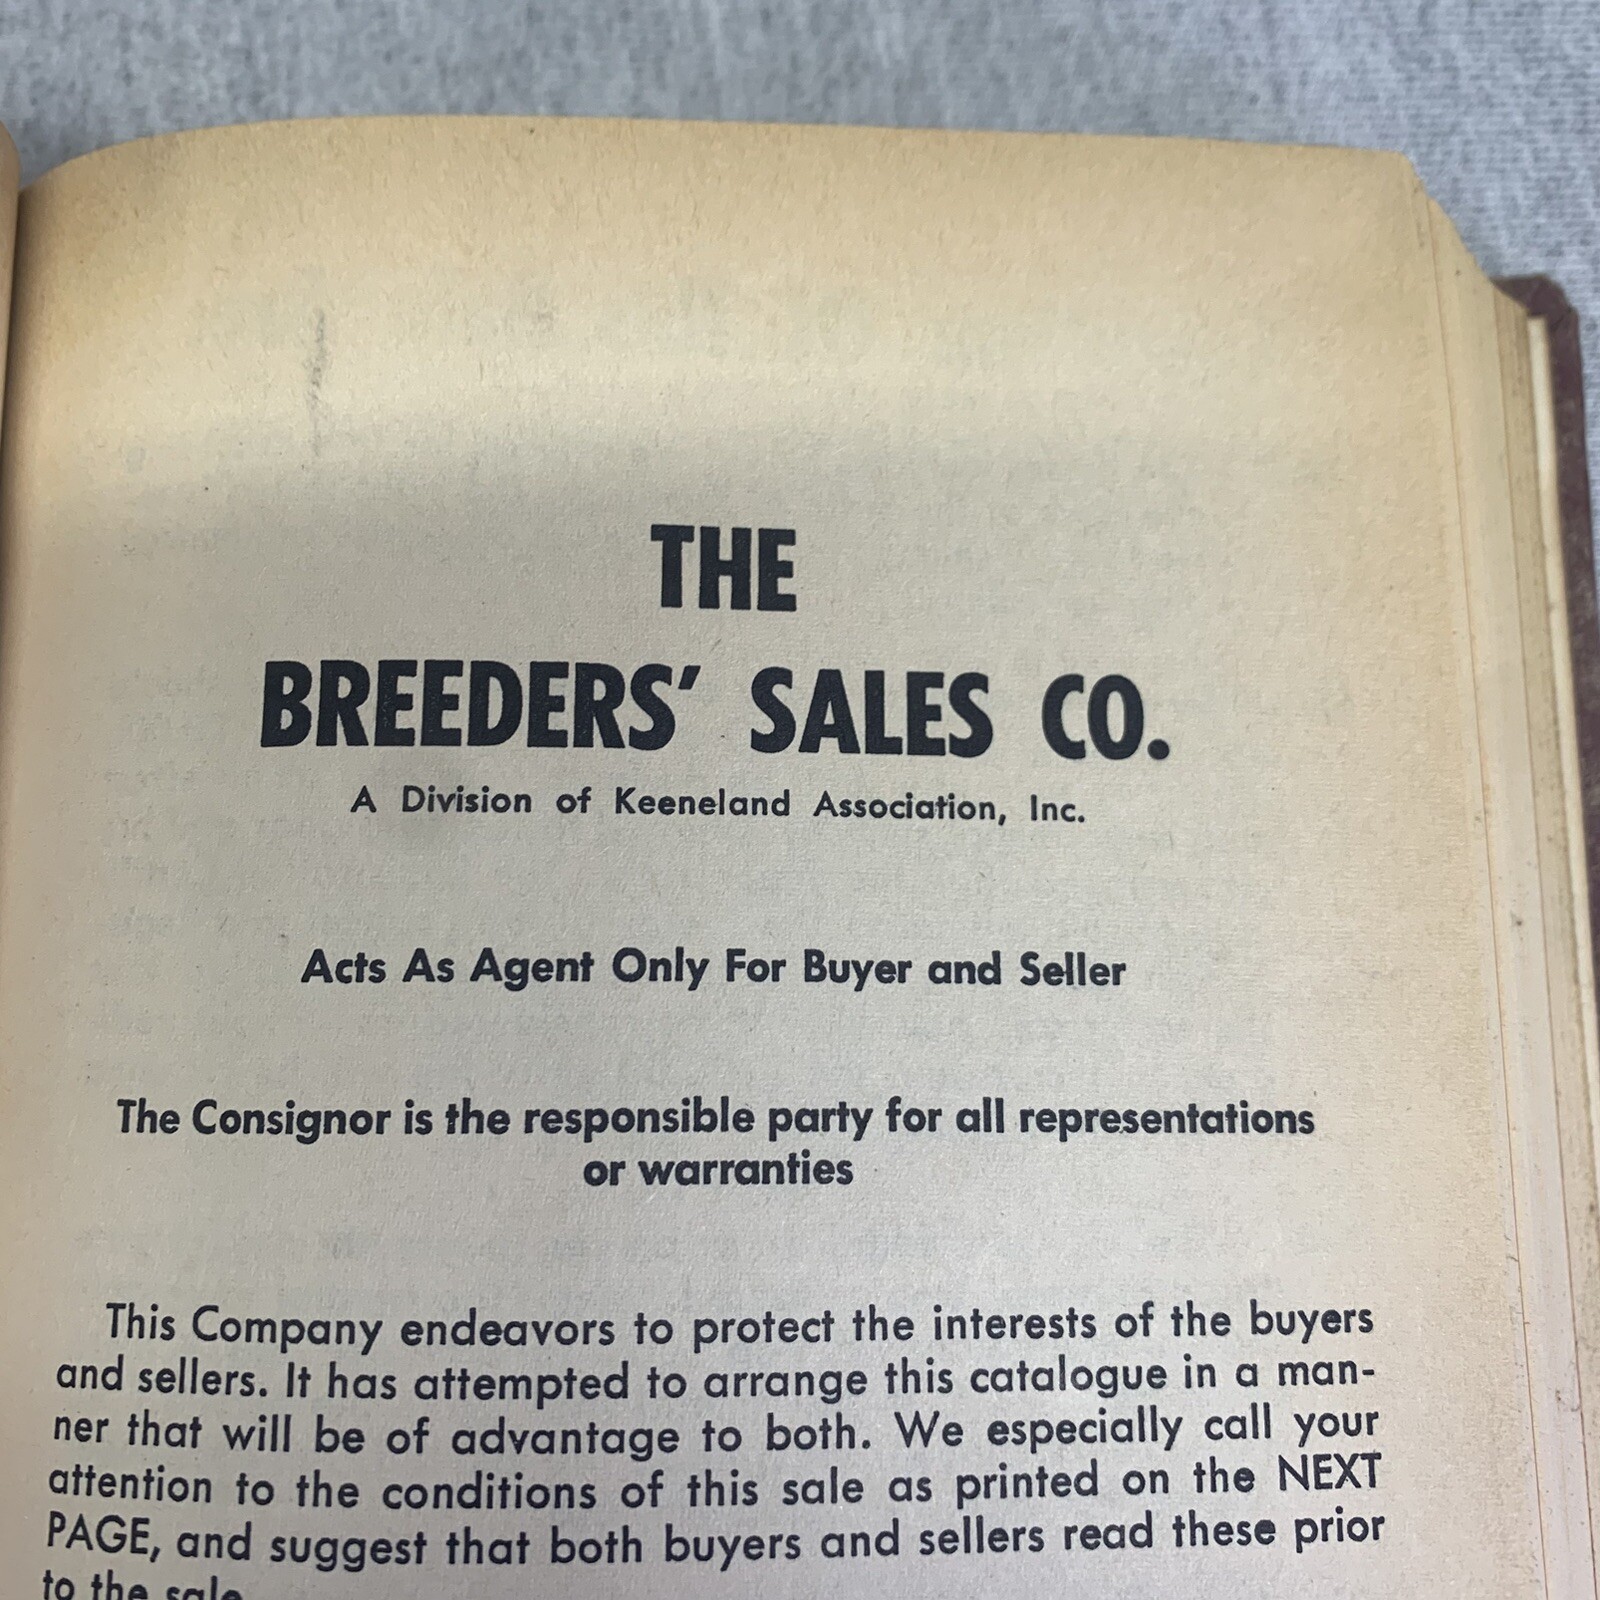 THE
BREEDERS' SALES CO.
A Division of Keeneland Association, Inc.
Acts As Agent Only For Buyer and Seller
The Consignor is the responsible party for all representations
or warranties
This Company endeavors to protect the interests of the buyers
and sellers. It has attempted to arrange this catalogue in a man-
ner that will be of advantage to both. We especially call your
attention to the conditions of this sale as printed on the NEXT
PAGE, and suggest that both buyers and sellers read these prior
to the sale